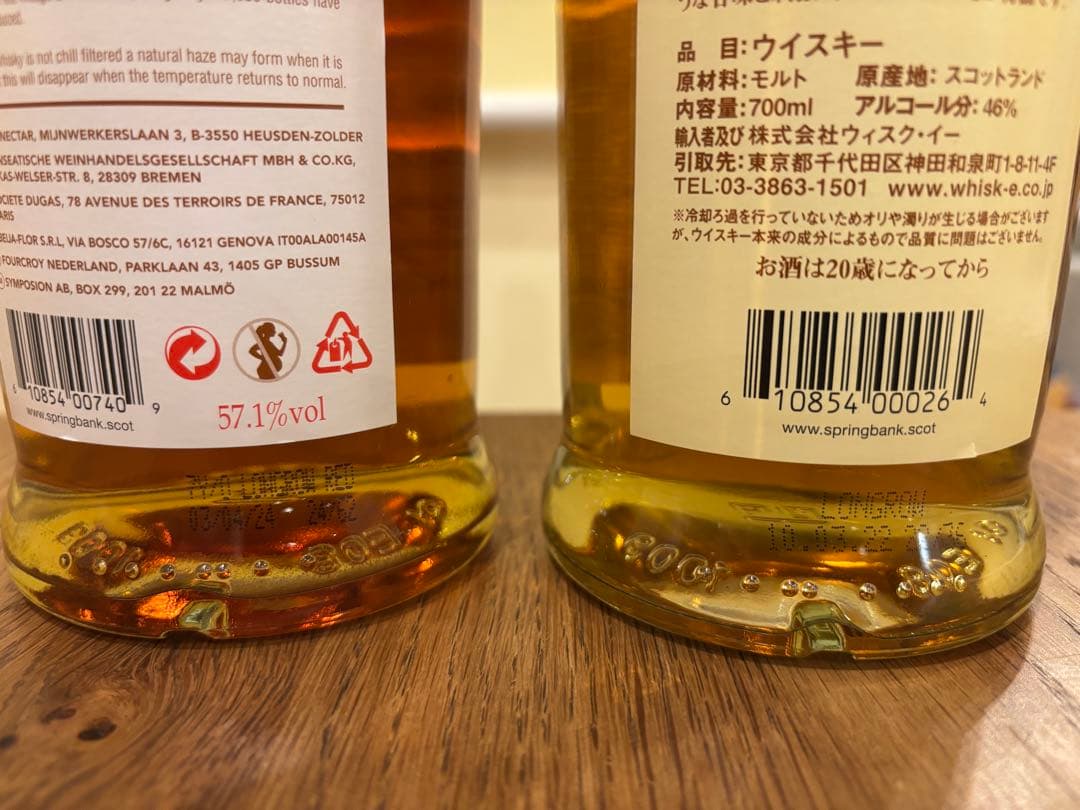 bottles have
hisky is not chill filtered a natural haze may form when it is
this will disappear when the temperature returns to normal.
NECTAR, MIJNWERKERSLAAN 3, B-3550 HEUSDEN-ZOLDER
NSEATISCHE WEINHANDELSGESELLSCHAFT MBH & CO.KG,
KAS-WELSER-STR. 8, 28309 BREMEN
OCIETE DUGAS, 78 AVENUE DES TERROIRS DE FRANCE, 75012
ARIS
BEIJA-FLOR S.R.L, VIA BOSCO 57/6C, 16121 GENOVA IT00ALA00145A
FOURCROY NEDERLAND, PARKLAAN 43, 1405 GP BUSSUM
SYMPOSION AB, BOX 299, 201 22 MALMÖ
6 10854 00740 9
www.springbank.scot
57.1%vol
LONGROW RED
03/04/24
品 目:ウイスキー
原材料:モルト 原産地:スコットランド
内容量:700ml アルコール分:46%
輸入者及び 株式会社ウィスク・イー
引取先:東京都千代田区神田和泉町1-8-11-4F
TEL:03-3863-1501 www.whisk-e.co.jp
※冷却ろ過を行っていないためオリや濁りが生じる場合がございます
が、ウイスキー本来の成分によるもので品質に問題はございません。
お酒は20歳になってから
6 10854 00026 4
www.springbank.scot
LONGROW